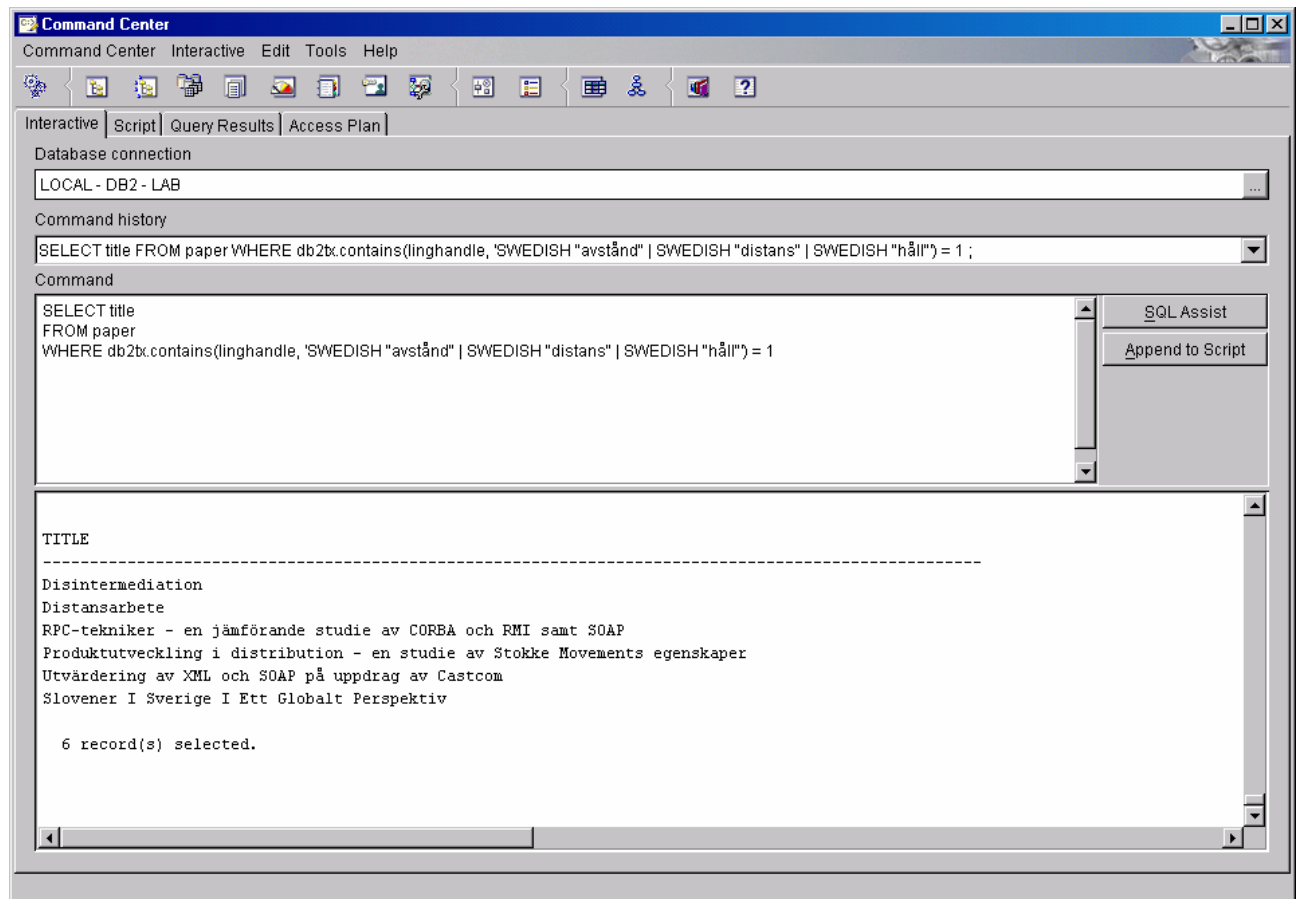 Command Center
Command Center Interactive Edit Tools Help
Interactive Script Query Results Access Plan
Database connection
LOCAL - DB2 - LAB
...
Command history
SELECT title FROM paper WHERE db2tx.contains(linghandle, 'SWEDISH "avstånd" | SWEDISH "distans" | SWEDISH "håll"') = 1 ;
Command
SELECT title
FROM paper
WHERE db2tx.contains(linghandle, 'SWEDISH "avstånd" | SWEDISH "distans" | SWEDISH "håll"') = 1
SQL Assist
Append to Script
TITLE
----------------------------------------------------------------------------------------------------
Disintermediation
Distansarbete
RPC-tekniker - en jämförande studie av CORBA och RMI samt SOAP
Produktutveckling i distribution - en studie av Stokke Movements egenskaper
Utvärdering av XML och SOAP på uppdrag av Castcom
Slovener I Sverige I Ett Globalt Perspektiv
6 record(s) selected.